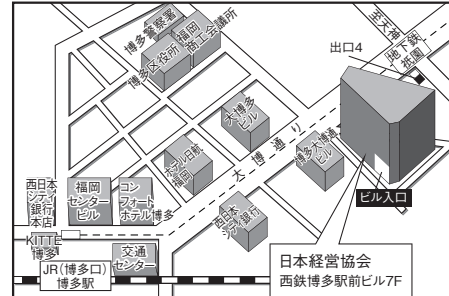 博多警察署
博多区役所
福岡
商工会議所
至天神
地下鉄
祇園
出口4
大博多
ビル
大博通り
ホテル日航
福岡
博多大博通
ビル
西日本
シティ
銀行
本店
福岡
センター
ビル
コン
フォート
ホテル博多
西日本
シティ銀行
ビル入口
KITTE
博多
交通
センター
JR(博多口)
博多駅
日本経営協会
西鉄博多駅前ビル7F